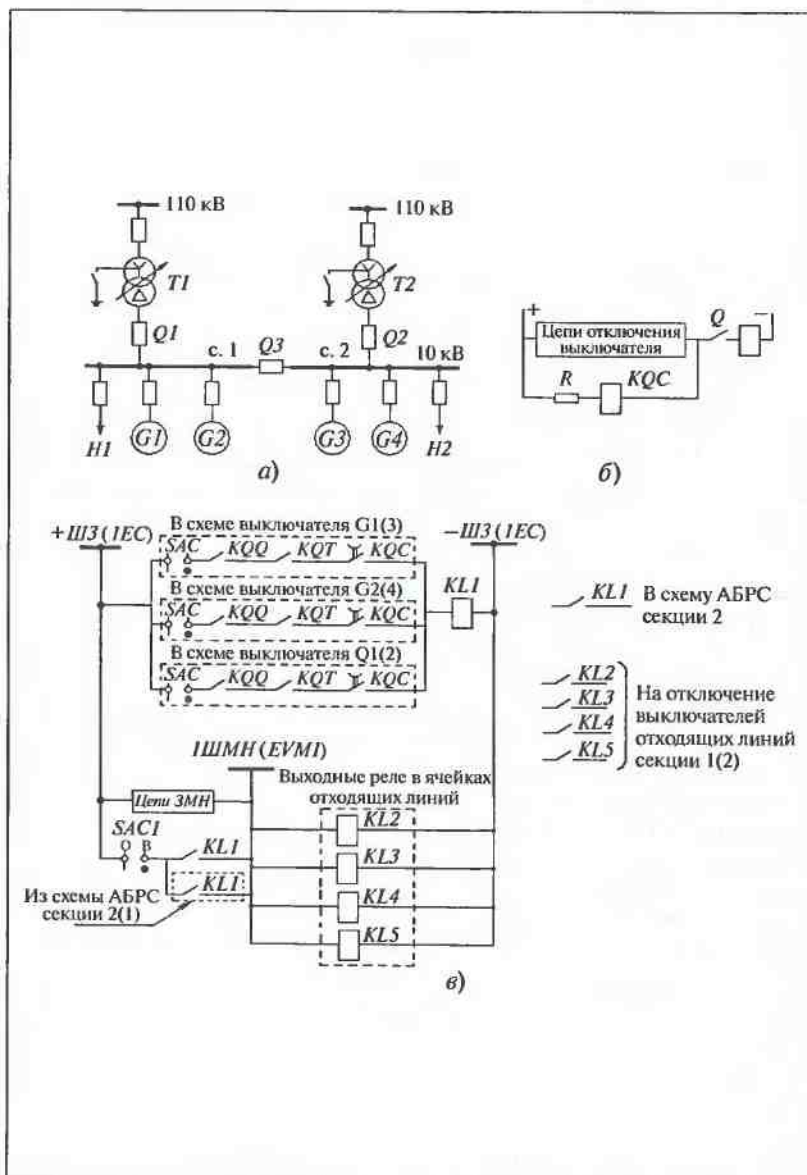 110 кВ
110 кВ
T1
T2
Q1
с. 1
Q3
с. 2
Q2
10 кВ
H1
G1
G2
G3
G4
H2
а)
+
Цепи отключения
выключателя
Q
−
R
KQC
б)
+ШЗ (1EC)
В схеме выключателя G1(3)
−ШЗ (1EC)
SAC KQQ KQT KQC
KL1
В схеме выключателя G2(4)
SAC KQQ KQT KQC
В схеме выключателя Q1(2)
SAC KQQ KQT KQC
KL1 В схему АБРС
секции 2
KL2
KL3
KL4
KL5
На отключение
выключателей
отходящих линий
секции 1(2)
1ШМН (EVM1)
Выходные реле в ячейках
отходящих линий
Цепи ЗМН
SAC1
О В
KL1
KL1
Из схемы АБРС
секции 2(1)
KL2
KL3
KL4
KL5
в)